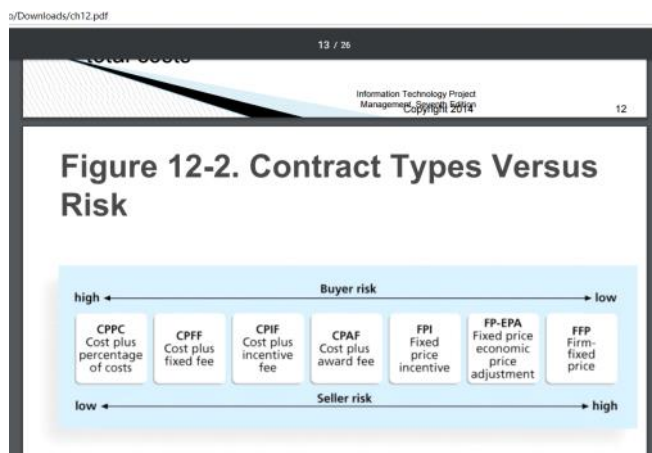 o/Downloads/ch12.pdf
13 / 26
total costs
Information Technology Project
Management, Seventh Edition
Copyright 2014
12
Figure 12-2. Contract Types Versus
Risk
Buyer risk
high
low
CPPC
Cost plus
percentage
of costs
CPFF
Cost plus
fixed fee
CPIF
Cost plus
incentive
fee
CPAF
Cost plus
award fee
FPI
Fixed
price
incentive
FP-EPA
Fixed price
economic
price
adjustment
FFP
Firm-
fixed
price
Seller risk
low
high